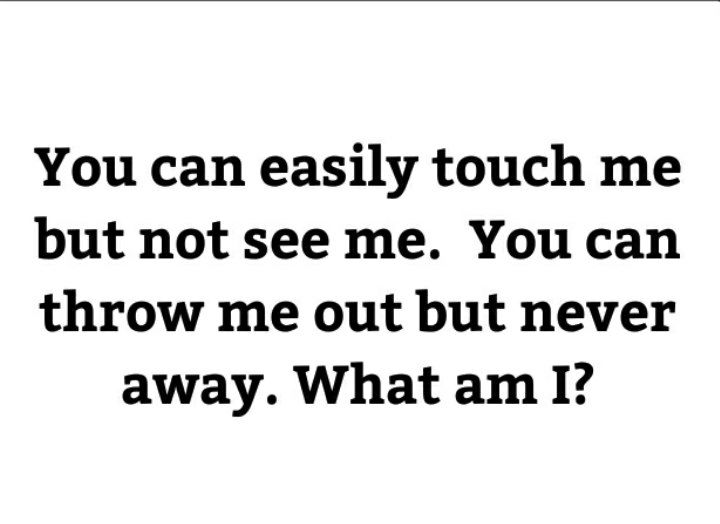 You can easily touch me
but not see me.  You can
throw me out but never
away. What am I?